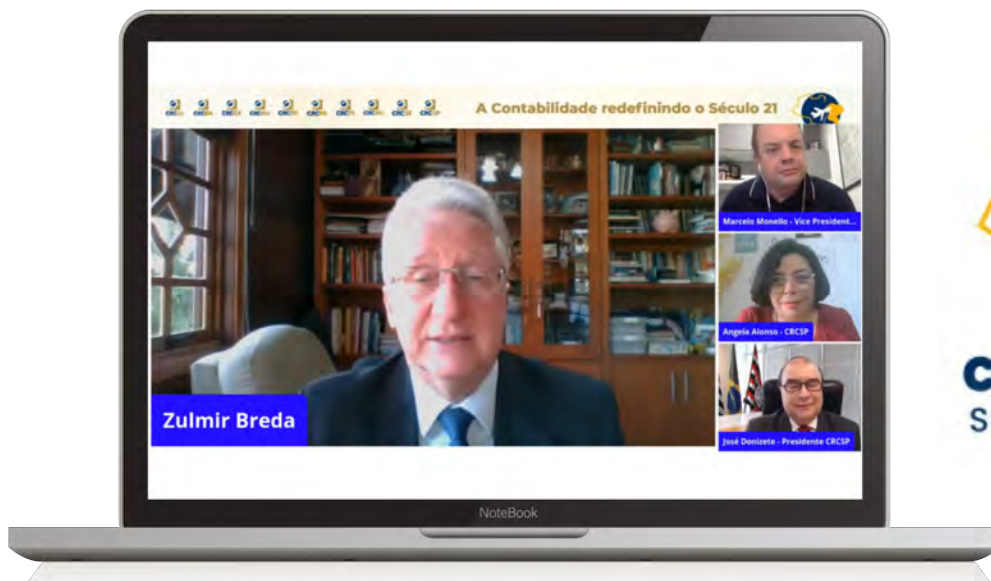 A Contabilidade redefinindo o Século 21
Marcelo Monello - Vice President...
Angela Alonso - CRCSP
Zulmir Breda
José Donizete - Presidente CRCSP
NoteBook